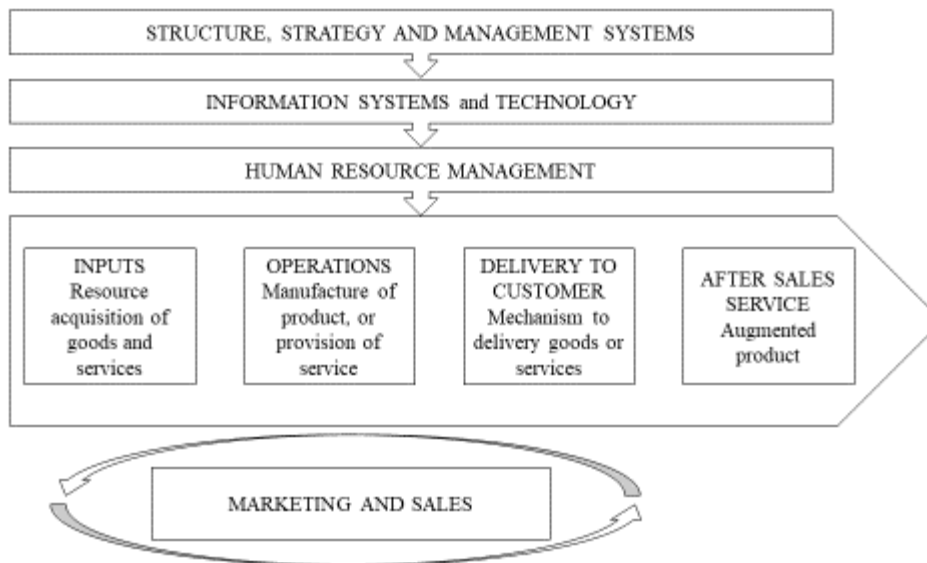 STRUCTURE, STRATEGY AND MANAGEMENT SYSTEMS
INFORMATION SYSTEMS and TECHNOLOGY
HUMAN RESOURCE MANAGEMENT
INPUTS
Resource
acquisition of
goods and
services
OPERATIONS
Manufacture of
product, or
provision of
service
DELIVERY TO
CUSTOMER
Mechanism to
delivery goods or
services
AFTER SALES
SERVICE
Augmented
product
MARKETING AND SALES